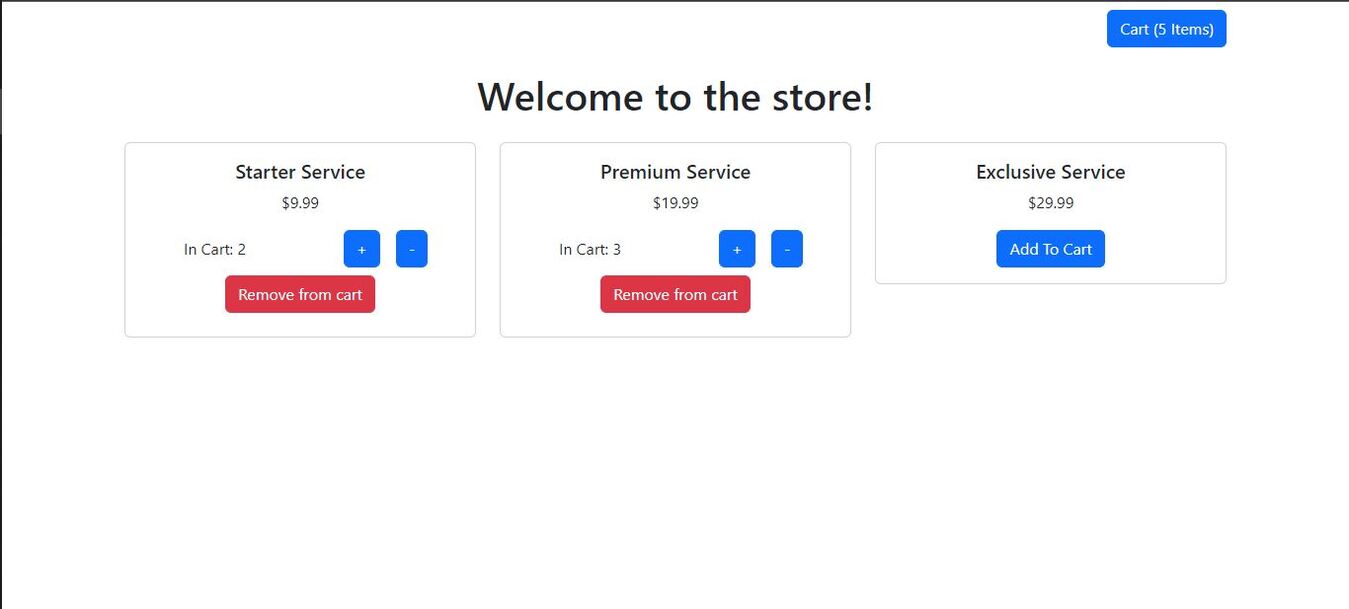 Cart (5 Items)
Welcome to the store!
Starter Service
$9.99
In Cart: 2
+
-
Remove from cart
Premium Service
$19.99
In Cart: 3
+
-
Remove from cart
Exclusive Service
$29.99
Add To Cart